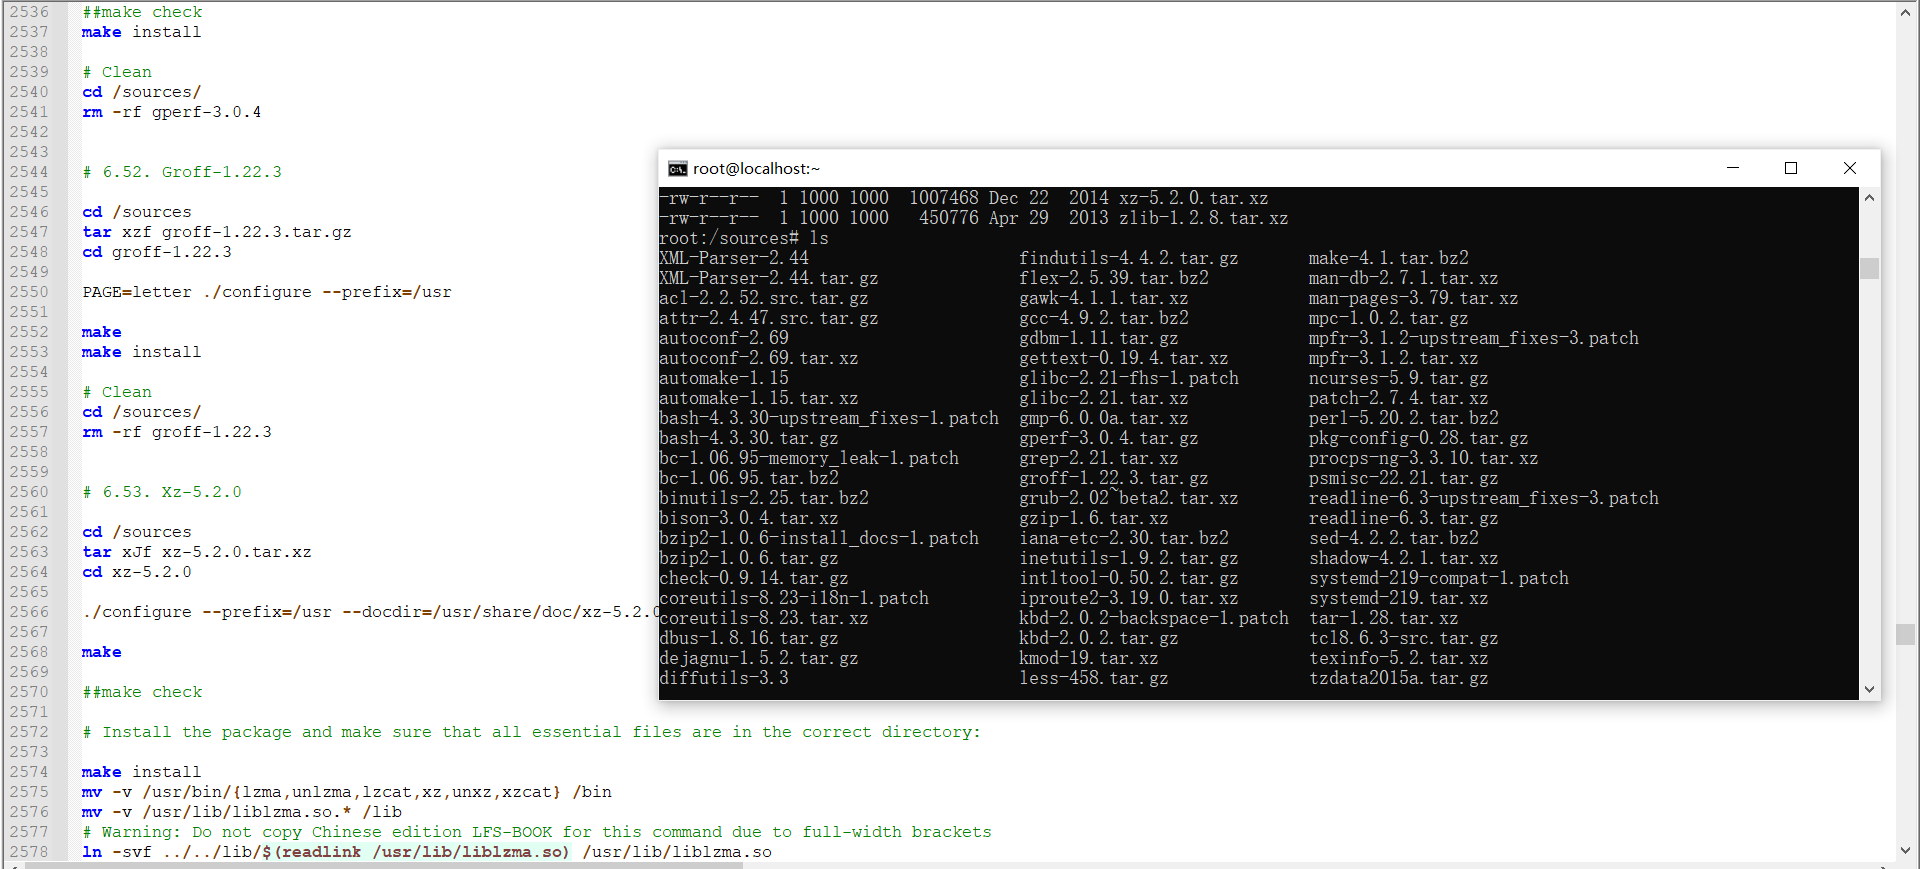 2536 ##make check
2537 make install
2538
2539 # Clean
2540 cd /sources/
2541 rm -rf gperf-3.0.4
2542
2543
2544 # 6.52. Groff-1.22.3
2545
2546 cd /sources
2547 tar xzf groff-1.22.3.tar.gz
2548 cd groff-1.22.3
2549
2550 PAGE=letter ./configure --prefix=/usr
2551
2552 make
2553 make install
2554
2555 # Clean
2556 cd /sources/
2557 rm -rf groff-1.22.3
2558
2559
2560 # 6.53. Xz-5.2.0
2561
2562 cd /sources
2563 tar xJf xz-5.2.0.tar.xz
2564 cd xz-5.2.0
2565
2566 ./configure --prefix=/usr --docdir=/usr/share/doc/xz-5.2.0
2567
2568 make
2569
2570 ##make check
2571
2572 # Install the package and make sure that all essential files are in the correct directory:
2573
2574 make install
2575 mv -v /usr/bin/{lzma,unlzma,lzcat,xz,unxz,xzcat} /bin
2576 mv -v /usr/lib/liblzma.so.* /lib
2577 # Warning: Do not copy Chinese edition LFS-BOOK for this command due to full-width brackets
2578 ln -svf ../../lib/$(readlink /usr/lib/liblzma.so) /usr/lib/liblzma.so
root@localhost:~
-rw-r--r-- 1 1000 1000 1007468 Dec 22 2014 xz-5.2.0.tar.xz
-rw-r--r-- 1 1000 1000 450776 Apr 29 2013 zlib-1.2.8.tar.xz
root:/sources# ls
XML-Parser-2.44 findutils-4.4.2.tar.gz make-4.1.tar.bz2
XML-Parser-2.44.tar.gz flex-2.5.39.tar.bz2 man-db-2.7.1.tar.xz
acl-2.2.52.src.tar.gz gawk-4.1.1.tar.xz man-pages-3.79.tar.xz
attr-2.4.47.src.tar.gz gcc-4.9.2.tar.bz2 mpc-1.0.2.tar.gz
autoconf-2.69 gdbm-1.11.tar.gz mpfr-3.1.2-upstream_fixes-3.patch
autoconf-2.69.tar.xz gettext-0.19.4.tar.xz mpfr-3.1.2.tar.xz
automake-1.15 glibc-2.21-fhs-1.patch ncurses-5.9.tar.gz
automake-1.15.tar.xz glibc-2.21.tar.xz patch-2.7.4.tar.xz
bash-4.3.30-upstream_fixes-1.patch gmp-6.0.0a.tar.xz perl-5.20.2.tar.bz2
bash-4.3.30.tar.gz gperf-3.0.4.tar.gz pkg-config-0.28.tar.gz
bc-1.06.95-memory_leak-1.patch grep-2.21.tar.xz procps-ng-3.3.10.tar.xz
bc-1.06.95.tar.bz2 groff-1.22.3.tar.gz psmisc-22.21.tar.gz
binutils-2.25.tar.bz2 grub-2.02~beta2.tar.xz readline-6.3-upstream_fixes-3.patch
bison-3.0.4.tar.xz gzip-1.6.tar.xz readline-6.3.tar.gz
bzip2-1.0.6-install_docs-1.patch iana-etc-2.30.tar.bz2 sed-4.2.2.tar.bz2
bzip2-1.0.6.tar.gz inetutils-1.9.2.tar.gz shadow-4.2.1.tar.xz
check-0.9.14.tar.gz intltool-0.50.2.tar.gz systemd-219-compat-1.patch
coreutils-8.23-i18n-1.patch iproute2-3.19.0.tar.xz systemd-219.tar.xz
coreutils-8.23.tar.xz kbd-2.0.2-backspace-1.patch tar-1.28.tar.xz
dbus-1.8.16.tar.gz kbd-2.0.2.tar.gz tcl8.6.3-src.tar.gz
dejagnu-1.5.2.tar.gz kmod-19.tar.xz texinfo-5.2.tar.xz
diffutils-3.3 less-458.tar.gz tzdata2015a.tar.gz